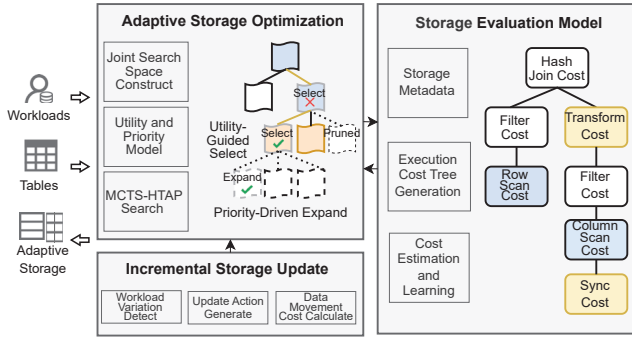 Adaptive Storage Optimization
Joint Search
Space
Construct
Utility and
Priority
Model
MCTS-HTAP
Search
Select
Select
Pruned
Utility-
Guided
Select
Expand
Priority-Driven Expand
Workloads
Tables
Adaptive
Storage
Incremental Storage Update
Workload
Variation
Detect
Update Action
Generate
Data
Movement
Cost Calculate
Storage Evaluation Model
Storage
Metadata
Execution
Cost Tree
Generation
Cost
Estimation
and
Learning
Hash
Join Cost
Filter
Cost
Transform
Cost
Row
Scan
Cost
Filter
Cost
Column
Scan
Cost
Sync
Cost